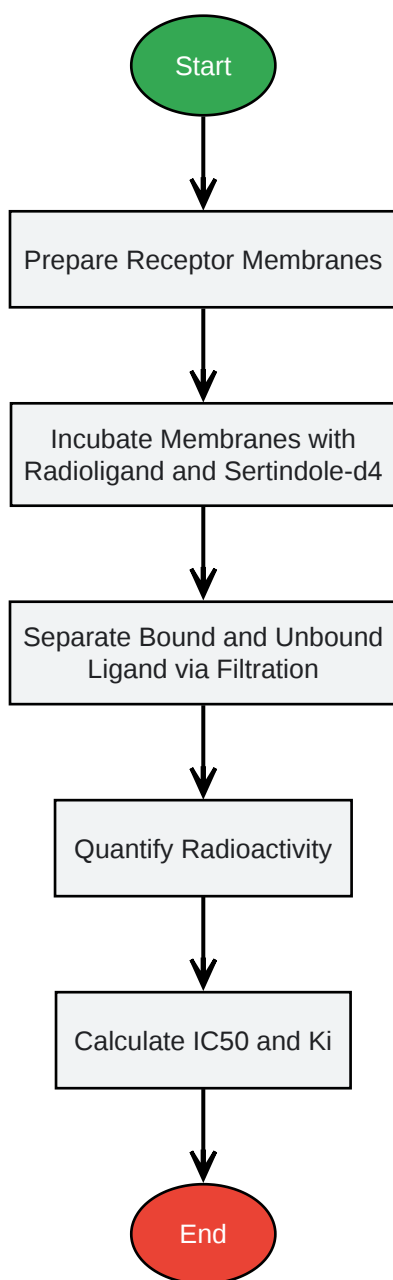 Start
Prepare Receptor Membranes
Incubate Membranes with
Radioligand and Sertindole-d4
Separate Bound and Unbound
Ligand via Filtration
Quantify Radioactivity
Calculate IC50 and Ki
End